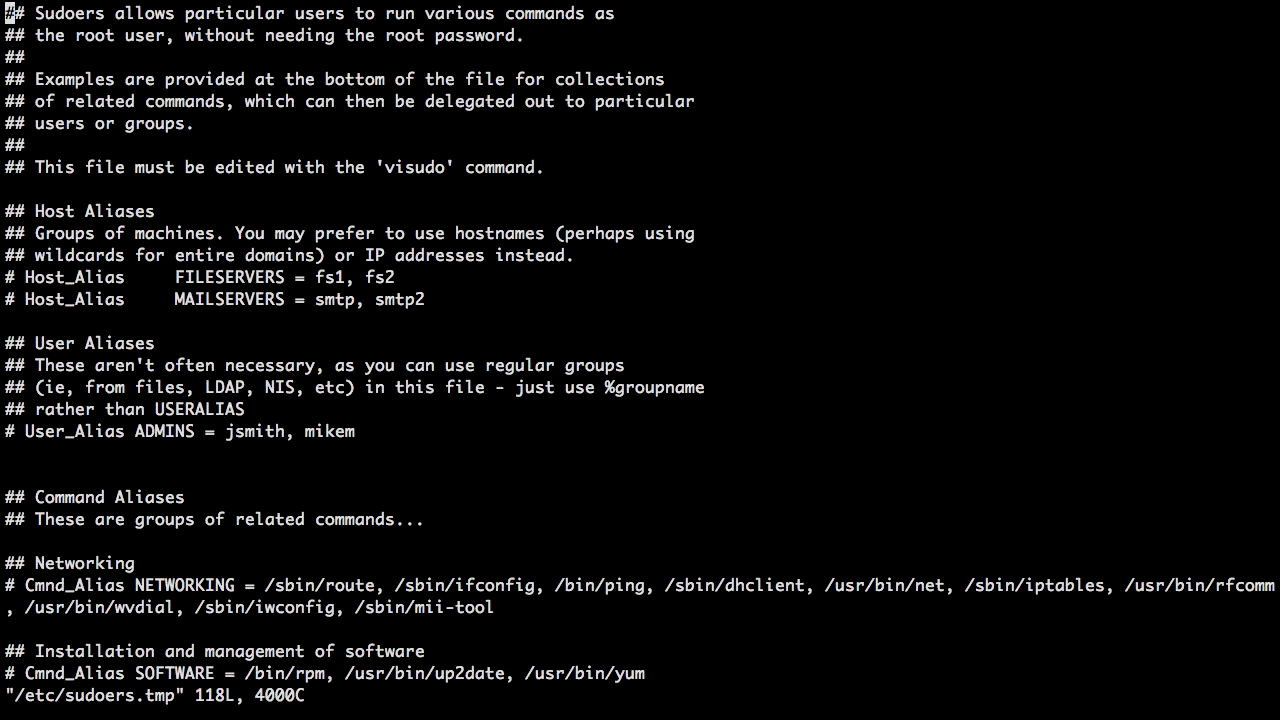 ## Sudoers allows particular users to run various commands as
## the root user, without needing the root password.
##
## Examples are provided at the bottom of the file for collections
## of related commands, which can then be delegated out to particular
## users or groups.
##
## This file must be edited with the 'visudo' command.

## Host Aliases
## Groups of machines. You may prefer to use hostnames (perhaps using
## wildcards for entire domains) or IP addresses instead.
# Host_Alias     FILESERVERS = fs1, fs2
# Host_Alias     MAILSERVERS = smtp, smtp2

## User Aliases
## These aren't often necessary, as you can use regular groups
## (ie, from files, LDAP, NIS, etc) in this file - just use %groupname
## rather than USERALIAS
# User_Alias ADMINS = jsmith, mikem


## Command Aliases
## These are groups of related commands...

## Networking
# Cmnd_Alias NETWORKING = /sbin/route, /sbin/ifconfig, /bin/ping, /sbin/dhclient, /usr/bin/net, /sbin/iptables, /usr/bin/rfcomm
, /usr/bin/wvdial, /sbin/iwconfig, /sbin/mii-tool

## Installation and management of software
# Cmnd_Alias SOFTWARE = /bin/rpm, /usr/bin/up2date, /usr/bin/yum
"/etc/sudoers.tmp" 118L, 4000C